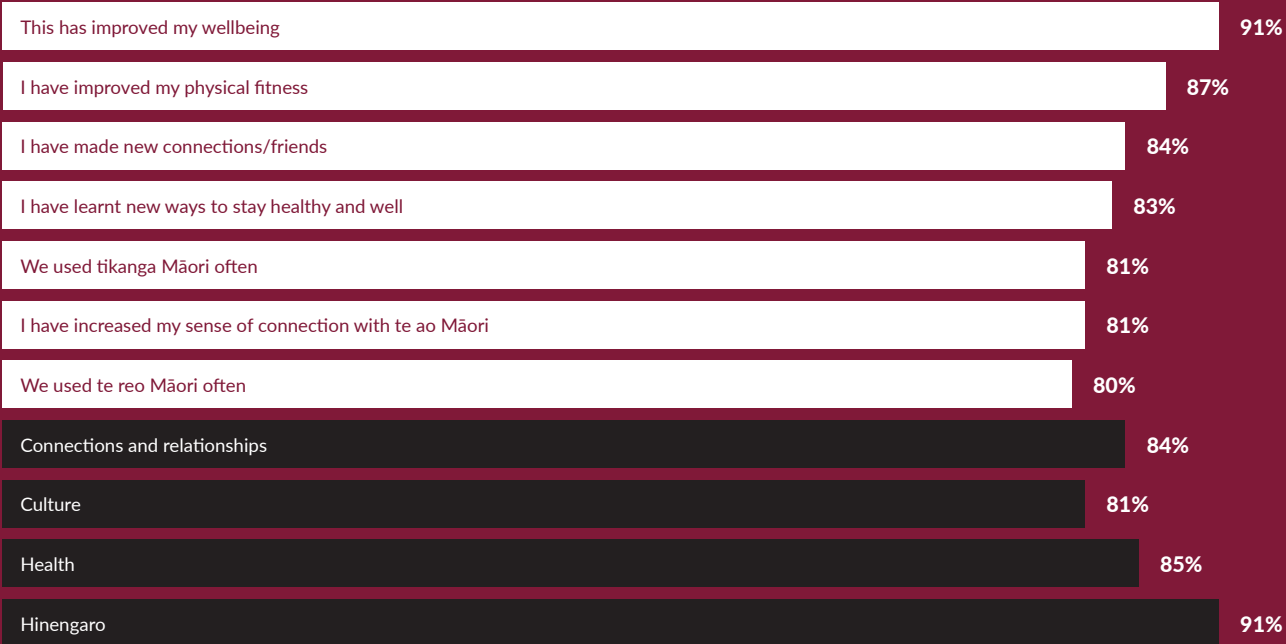 This has improved my wellbeing 91%
I have improved my physical fitness 87%
I have made new connections/friends 84%
I have learnt new ways to stay healthy and well 83%
We used tikanga Māori often 81%
I have increased my sense of connection with te ao Māori 81%
We used te reo Māori often 80%
Connections and relationships 84%
Culture 81%
Health 85%
Hinengaro 91%